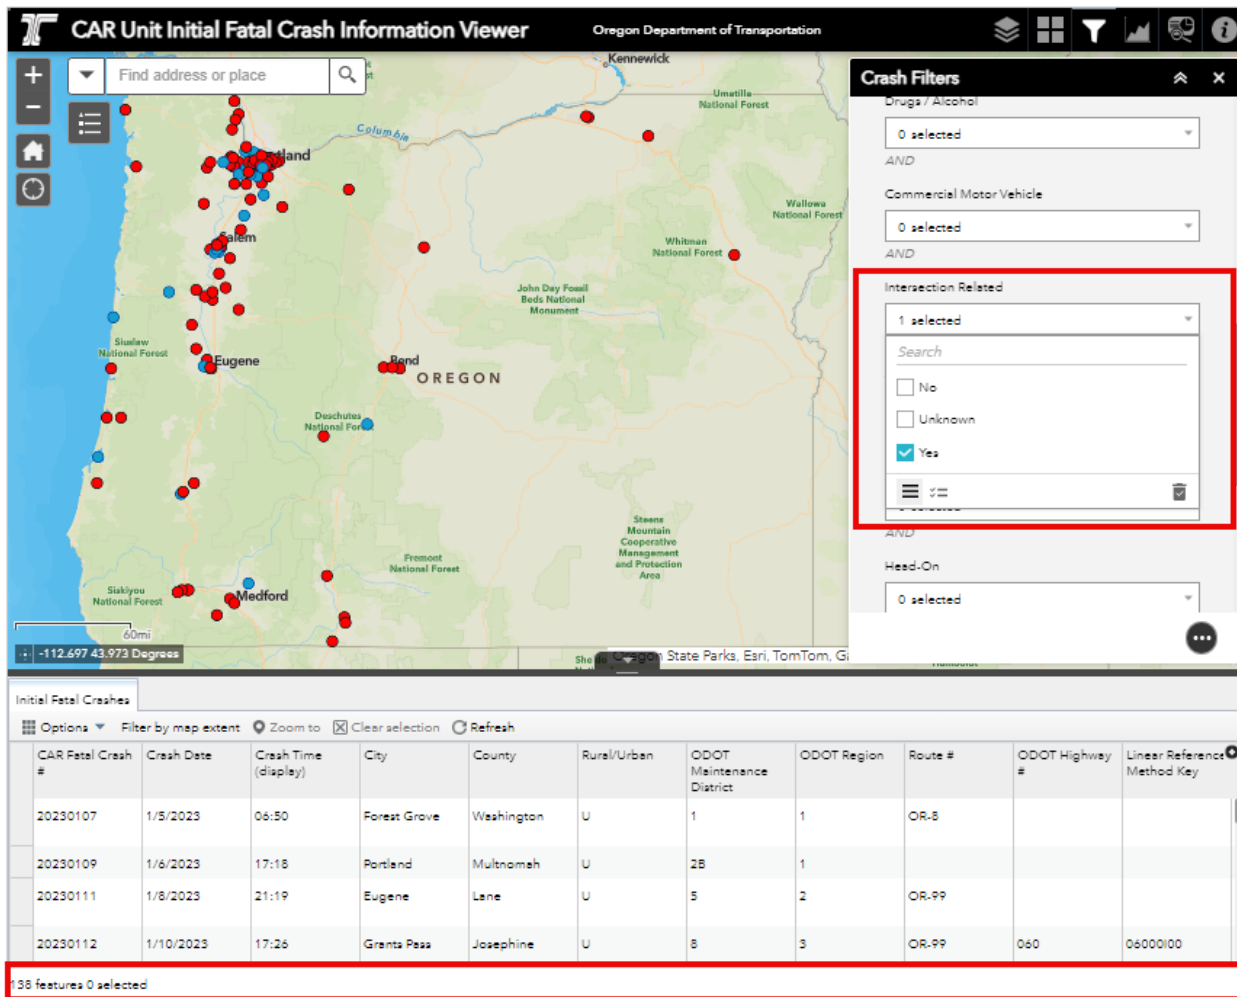 CAR Unit Initial Fatal Crash Information Viewer
Oregon Department of Transportation
Find address or place
Kennewick
Umatilla
National Forest
Columbia
Wallowa
National Forest
Salem
Whitman
National Forest
John Day Fossil
Beds National
Monument
Siuslaw
National Forest
Eugene
Bend
OREGON
Deschutes
National Forest
Steens
Mountain
Cooperative
Management
and Protection
Area
Fremont
National Forest
Siskiyou
National Forest
Medford
60mi
-112.697 43.973 Degrees
Oregon State Parks, Esri, TomTom, Ga
Crash Filters
Drugs / Alcohol
0 selected
AND
Commercial Motor Vehicle
0 selected
AND
Intersection Related
1 selected
Search
No
Unknown
Yes
0 selected
AND
Head-On
0 selected
Initial Fatal Crashes
Options Filter by map extent Zoom to Clear selection Refresh
CAR Fatal Crash # Crash Date Crash Time (display) City County Rural/Urban ODOT Maintenance District ODOT Region Route # ODOT Highway # Linear Reference Method Key
20230107 1/5/2023 06:50 Forest Grove Washington U 1 1 OR-8
20230109 1/6/2023 17:18 Portland Multnomah U 2B 1
20230111 1/8/2023 21:19 Eugene Lane U 5 2 OR-99
20230112 1/10/2023 17:26 Grants Pass Josephine U 8 3 OR-99 060 06000I00
138 features 0 selected